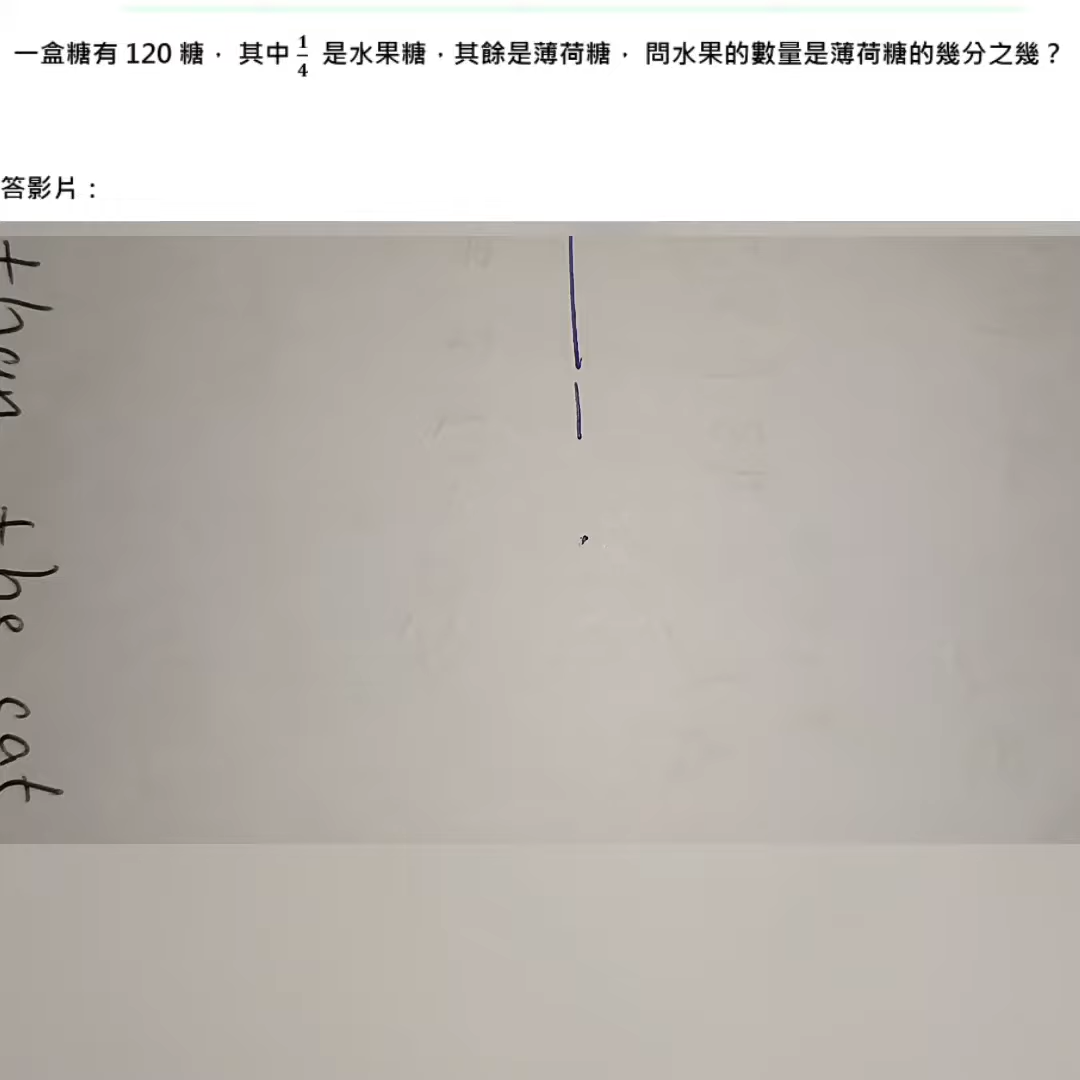 一盒糖有 120 糖， 其中 1/4 是水果糖，其餘是薄荷糖， 問水果的數量是薄荷糖的幾分之幾？
答影片：
than the cat